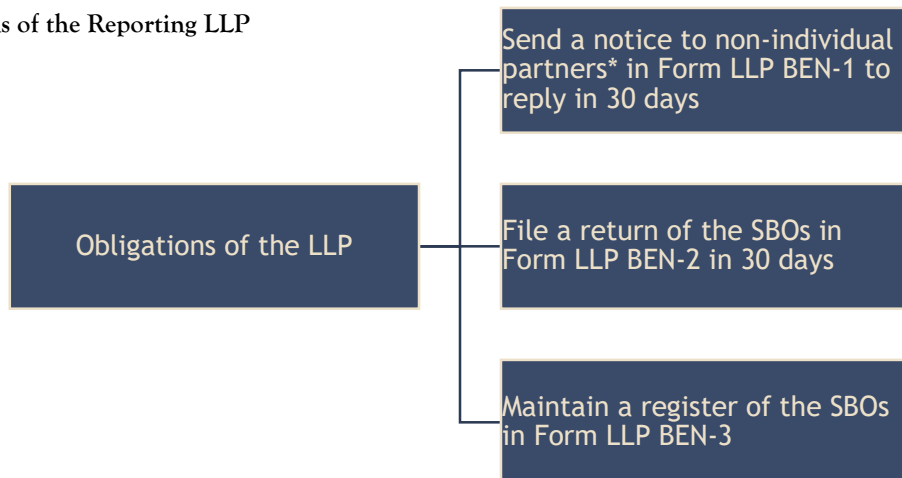 s of the Reporting LLP
Send a notice to non-individual
partners* in Form LLP BEN-1 to
reply in 30 days
Obligations of the LLP
File a return of the SBOs in
Form LLP BEN-2 in 30 days
Maintain a register of the SBOs
in Form LLP BEN-3